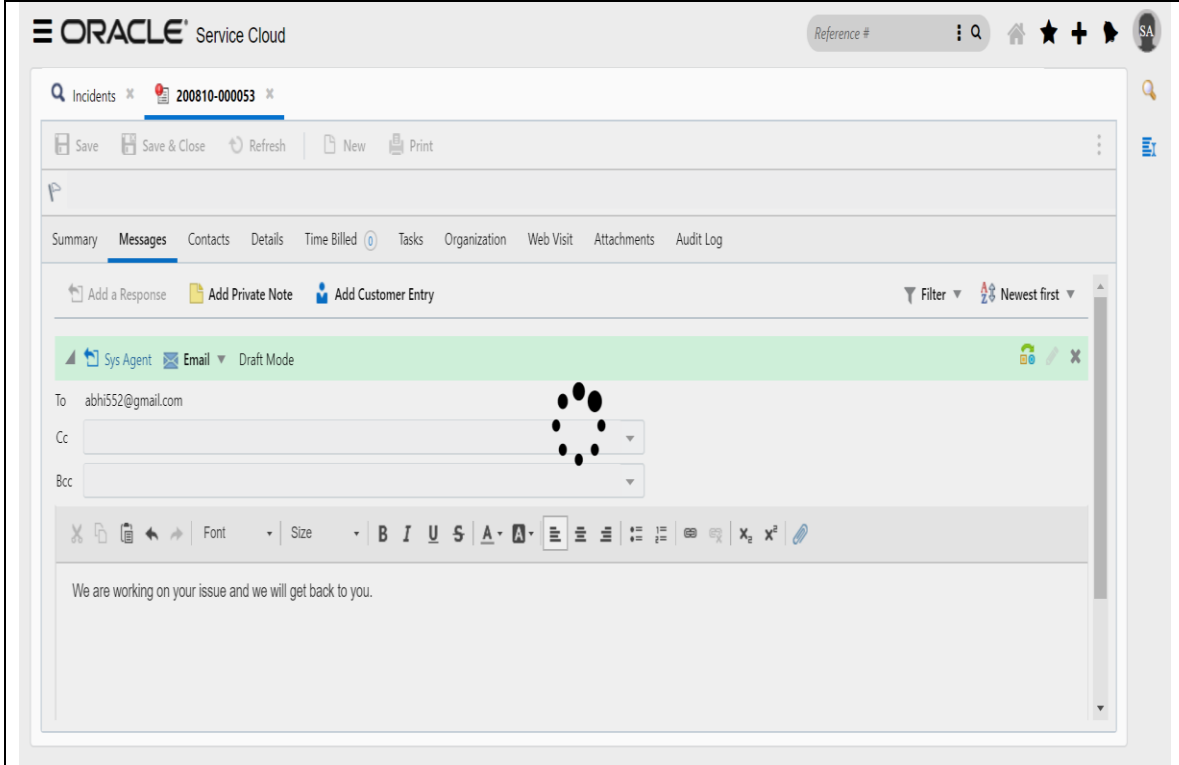 ORACLE Service Cloud
Reference #
SA
Incidents
200810-000053
Save
Save & Close
Refresh
New
Print
Summary
Messages
Contacts
Details
Time Billed 0
Tasks
Organization
Web Visit
Attachments
Audit Log
Add a Response
Add Private Note
Add Customer Entry
Filter
Newest first
Sys Agent
Email
Draft Mode
To abhi552@gmail.com
Cc
Bcc
Font
Size
B I U S A A
X₂ X²
We are working on your issue and we will get back to you.